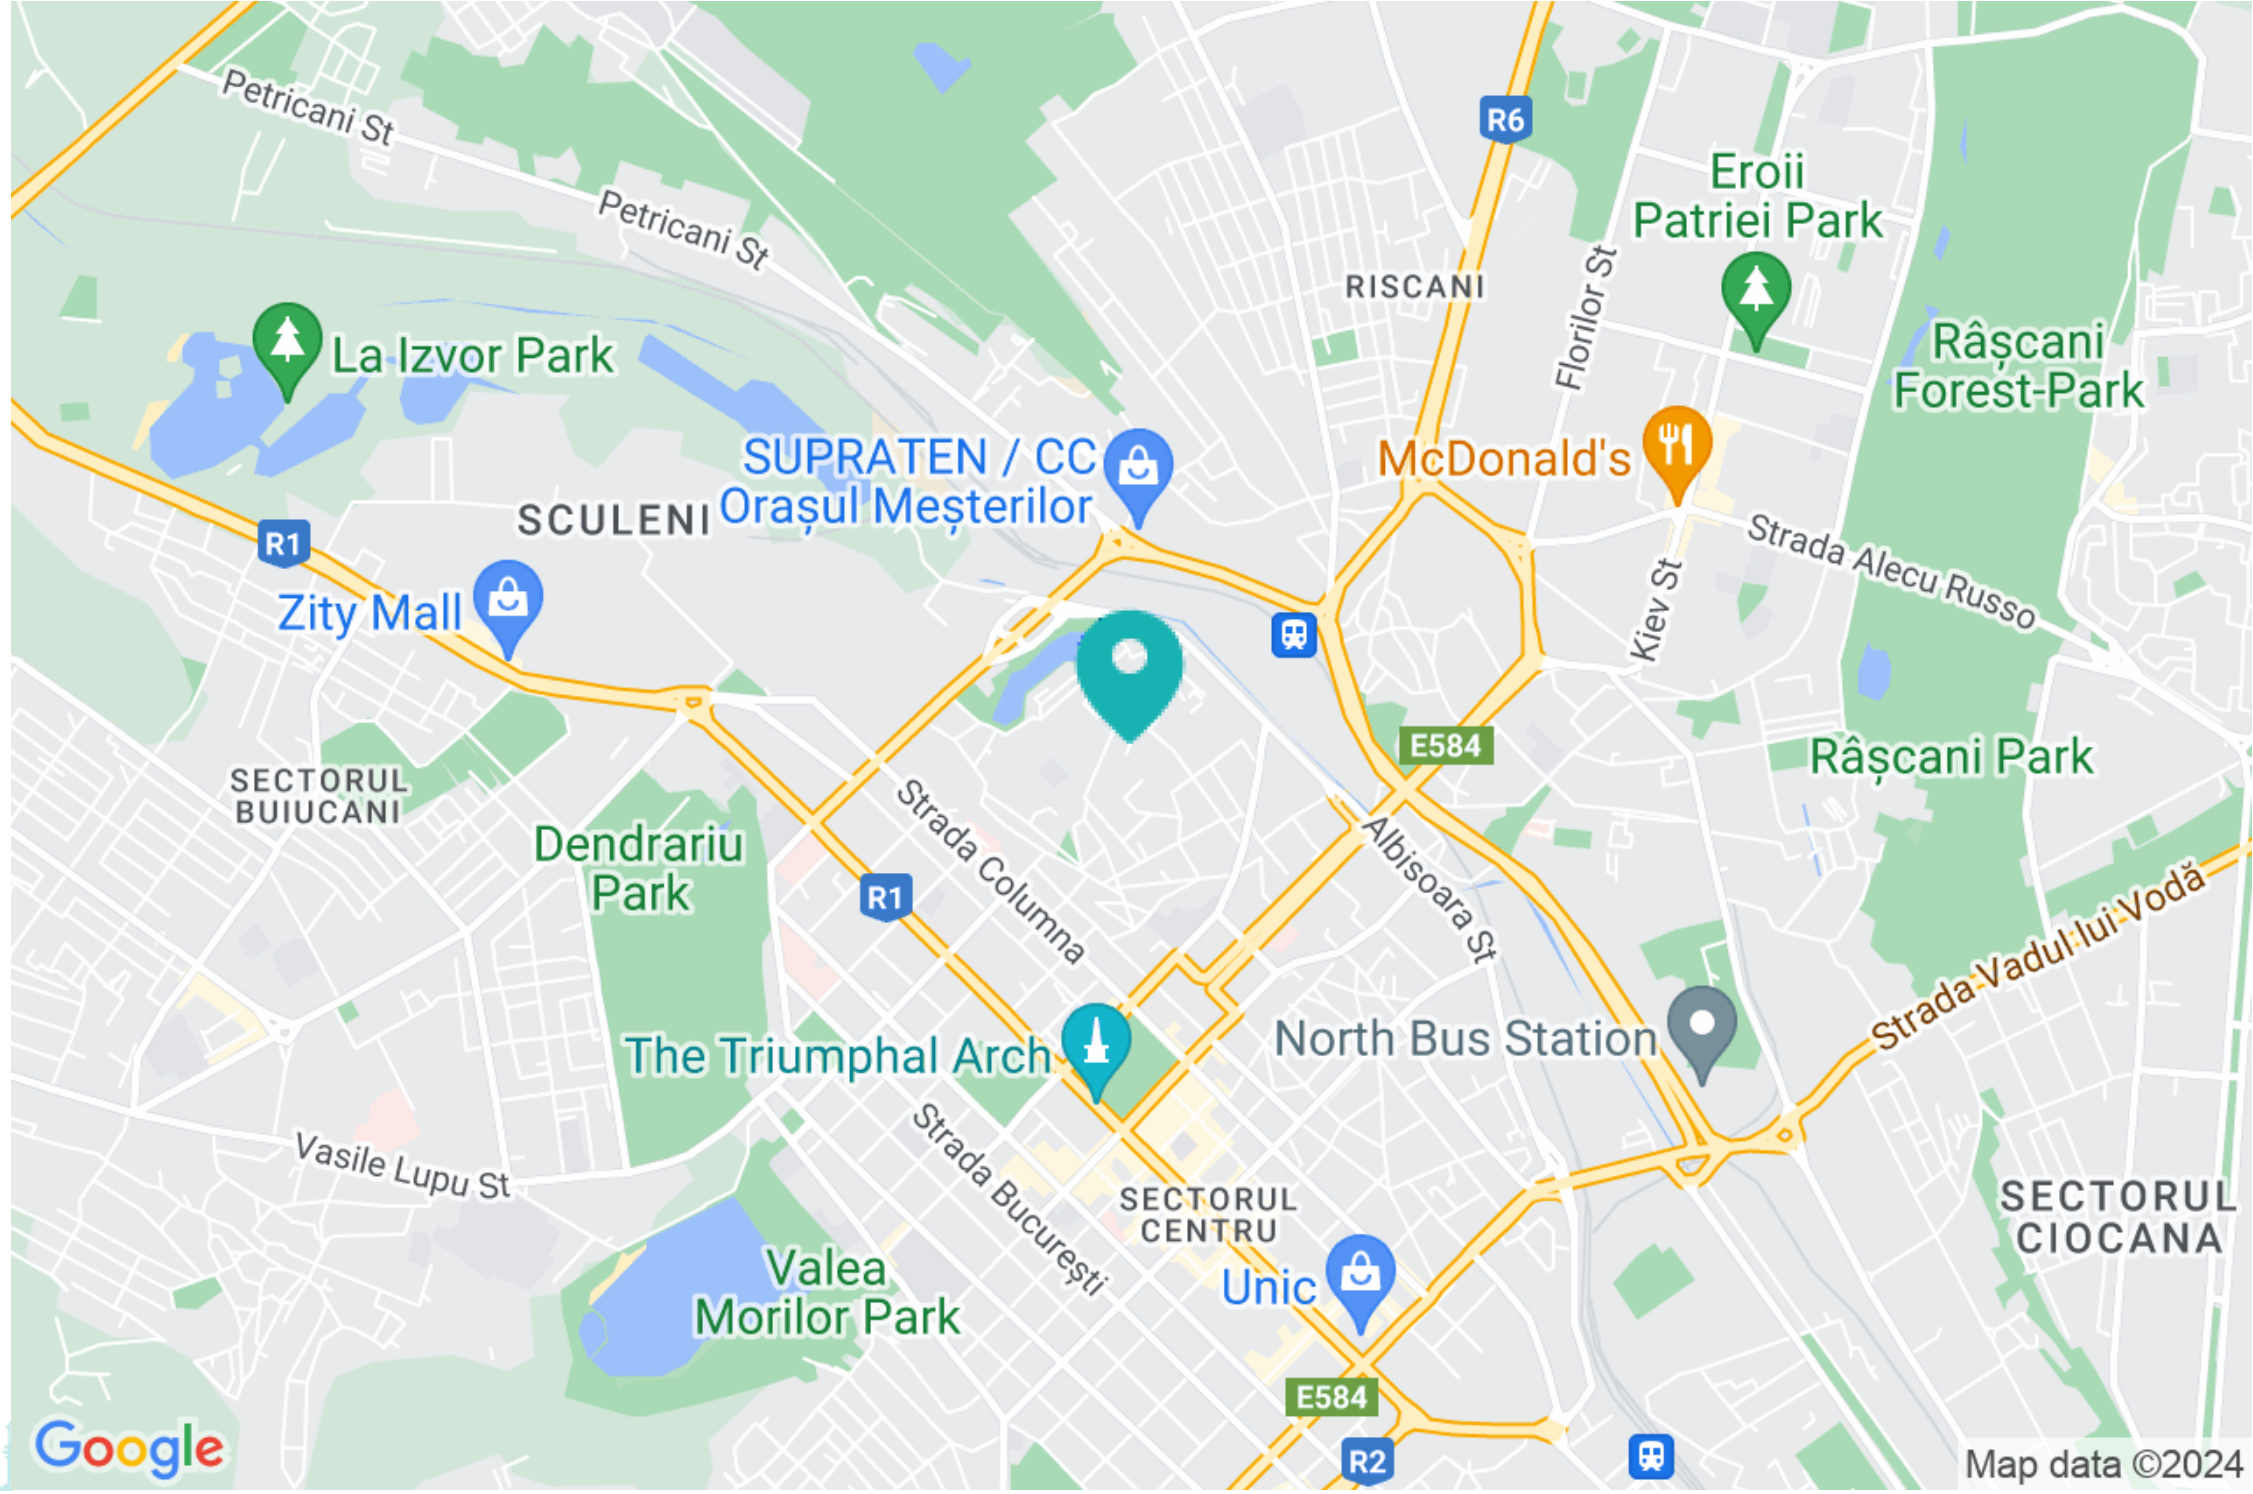 Petricani St
R6
Eroii
Patriei Park
Petricani St
RISCANI
Florilor St
La Izvor Park
Râșcani
Forest-Park
SUPRATEN / CC
Orașul Meșterilor
McDonald's
SCULENI
R1
Strada Alecu Russo
Zity Mall
Kiev St
E584
Râșcani Park
SECTORUL
BUIUCANI
Strada Columna
Dendrariu
Park
Albisoara St
R1
Strada Vadul lui Vodă
The Triumphal Arch
North Bus Station
Vasile Lupu St
Strada București
SECTORUL
CENTRU
SECTORUL
CIOCANA
Valea
Morilor Park
Unic
E584
R2
Google
Map data ©2024